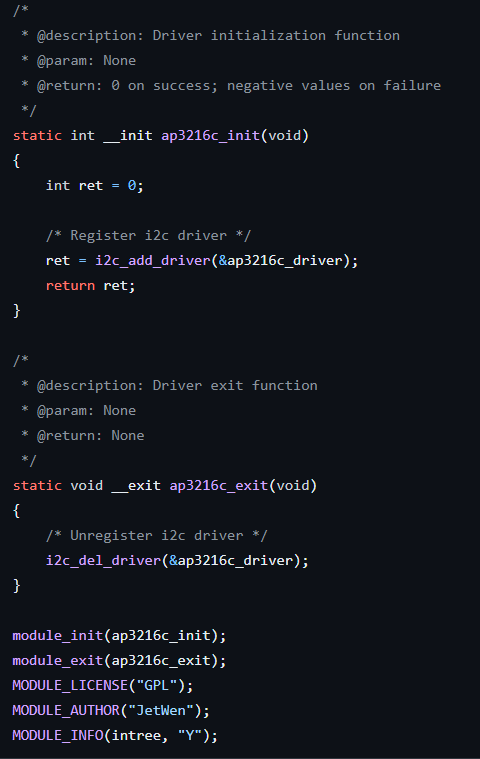 /*
 * @description: Driver initialization function
 * @param: None
 * @return: 0 on success; negative values on failure
 */
static int __init ap3216c_init(void)
{
    int ret = 0;

    /* Register i2c driver */
    ret = i2c_add_driver(&ap3216c_driver);
    return ret;
}

/*
 * @description: Driver exit function
 * @param: None
 * @return: None
 */
static void __exit ap3216c_exit(void)
{
    /* Unregister i2c driver */
    i2c_del_driver(&ap3216c_driver);
}

module_init(ap3216c_init);
module_exit(ap3216c_exit);
MODULE_LICENSE("GPL");
MODULE_AUTHOR("JetWen");
MODULE_INFO(intree, "Y");